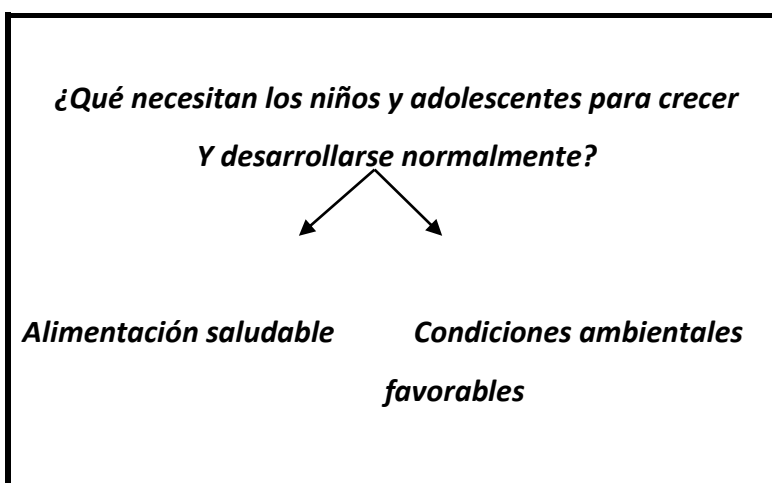 ¿Qué necesitan los niños y adolescentes para crecer
Y desarrollarse normalmente?
Alimentación saludable Condiciones ambientales
favorables